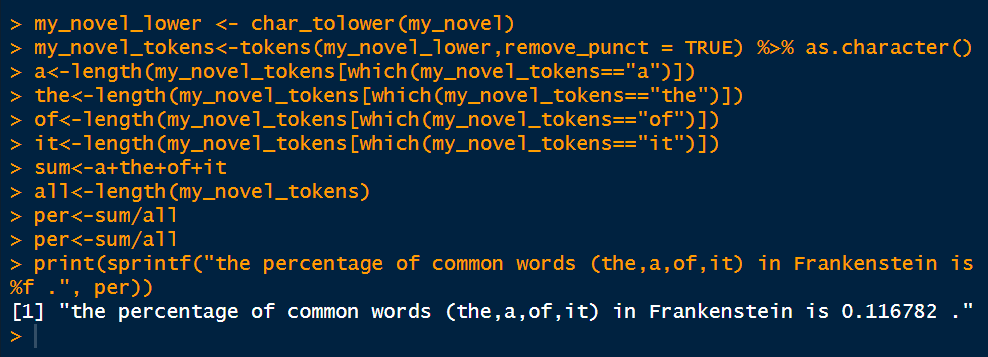 > my_novel_lower <- char_tolower(my_novel)
> my_novel_tokens<-tokens(my_novel_lower,remove_punct = TRUE) %>% as.character()
> a<-length(my_novel_tokens[which(my_novel_tokens=="a")])
> the<-length(my_novel_tokens[which(my_novel_tokens=="the")])
> of<-length(my_novel_tokens[which(my_novel_tokens=="of")])
> it<-length(my_novel_tokens[which(my_novel_tokens=="it")])
> sum<-a+the+of+it
> all<-length(my_novel_tokens)
> per<-sum/all
> per<-sum/all
> print(sprintf("the percentage of common words (the,a,of,it) in Frankenstein is
%f .", per))
[1] "the percentage of common words (the,a,of,it) in Frankenstein is 0.116782 ."
>